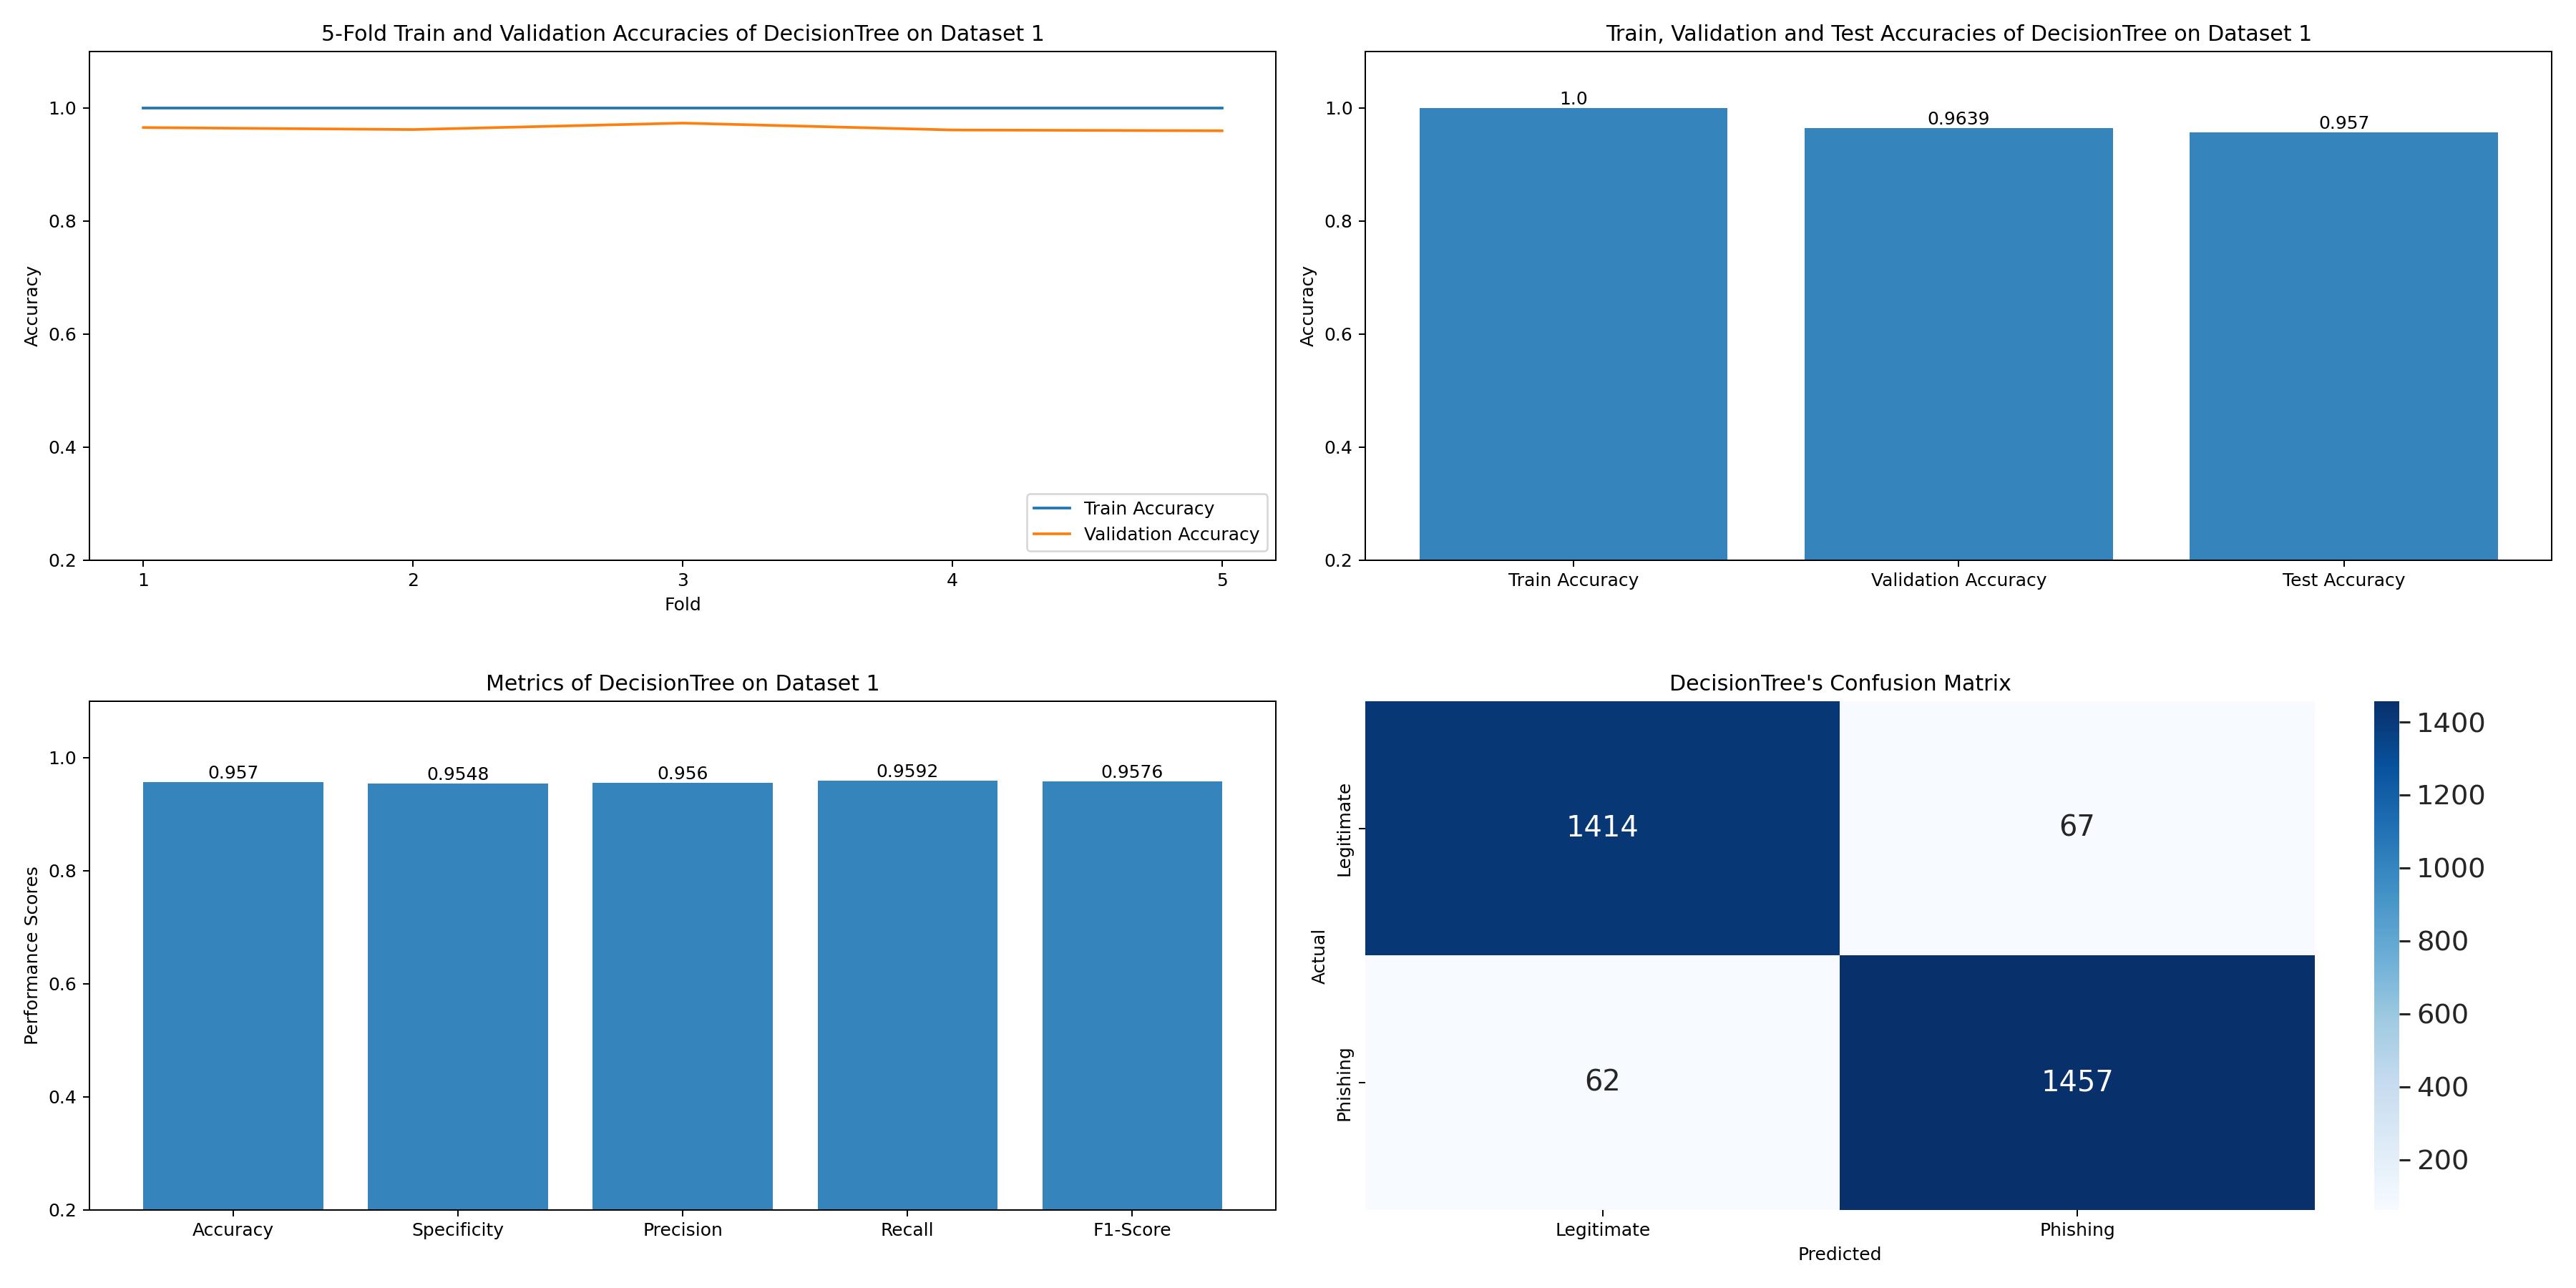 5-Fold Train and Validation Accuracies of DecisionTree on Dataset 1
Accuracy
1.0
0.8
0.6
0.4
0.2
Train Accuracy
Validation Accuracy
1
2
3
4
5
Fold
Train, Validation and Test Accuracies of DecisionTree on Dataset 1
Accuracy
1.0
0.8
0.6
0.4
0.2
1.0
0.9639
0.957
Train Accuracy
Validation Accuracy
Test Accuracy
Metrics of DecisionTree on Dataset 1
Performance Scores
1.0
0.8
0.6
0.4
0.2
0.957
0.9548
0.956
0.9592
0.9576
Accuracy
Specificity
Precision
Recall
F1-Score
DecisionTree's Confusion Matrix
Actual
Legitimate
Phishing
1414
67
62
1457
Legitimate
Phishing
Predicted
1400
1200
1000
800
600
400
200